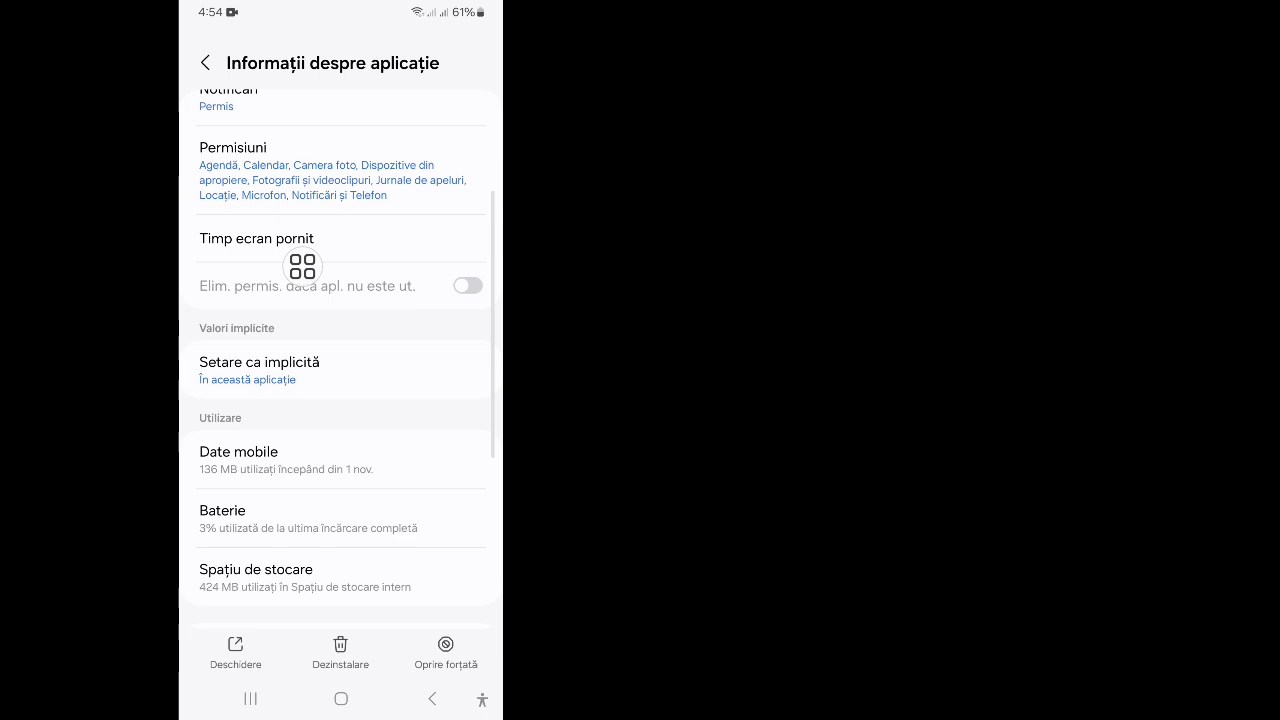 4:54
61%
Informații despre aplicație
Notificări
Permis
Permisiuni
Agendă, Calendar, Camera foto, Dispozitive din
apropiere, Fotografii și videoclipuri, Jurnale de apeluri,
Locație, Microfon, Notificări și Telefon
Timp ecran pornit
Elim. permis. dacă apl. nu este ut.
Valori implicite
Setare ca implicită
În această aplicație
Utilizare
Date mobile
136 MB utilizați începând din 1 nov.
Baterie
3% utilizată de la ultima încărcare completă
Spațiu de stocare
424 MB utilizați în Spațiu de stocare intern
Deschidere
Dezinstalare
Oprire forțată